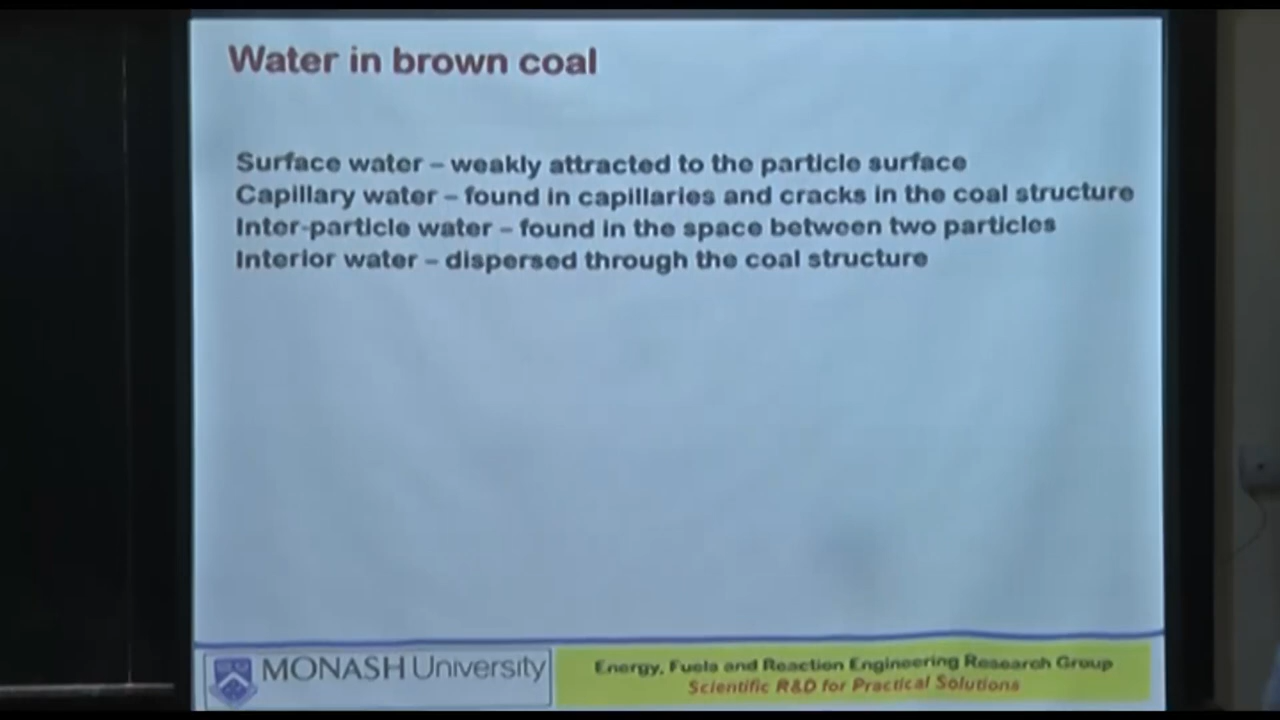 Water in brown coal
Surface water – weakly attracted to the particle surface
Capillary water – found in capillaries and cracks in the coal structure
Inter-particle water – found in the space between two particles
Interior water – dispersed through the coal structure
MONASH University
Energy, Fuels and Reaction Engineering Research Group
Scientific R&D for Practical Solutions